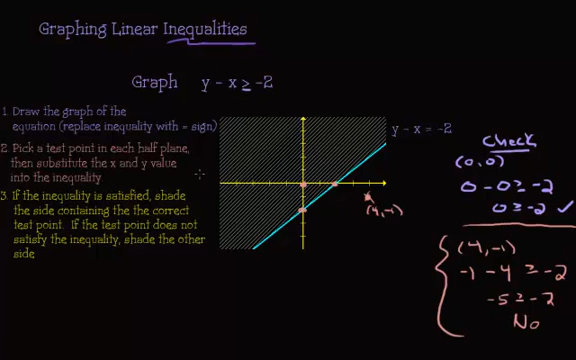 Graphing Linear Inequalities
Graph y - x ≥ -2
1. Draw the graph of the
equation (replace inequality with = sign)
2. Pick a test point in each half plane,
then substitute the x and y value
into the inequality
3. If the inequality is satisfied, shade
the side containing the the correct
test point. If the test point does not
satisfy the inequality, shade the other
side
y - x = -2
(4,-1)
Check
(0,0)
0 - 0 ≥ -2
0 ≥ -2 ✓
(4,-1)
-1 - 4 ≥ -2
-5 ≥ -2
No